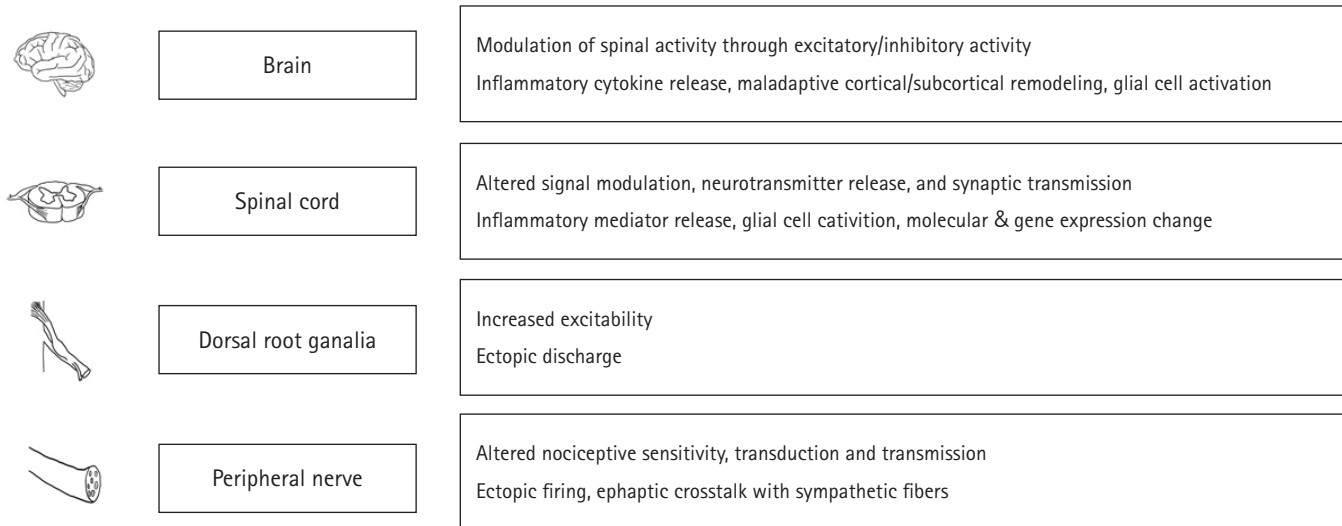 Brain
Modulation of spinal activity through excitatory/inhibitory activity
Inflammatory cytokine release, maladaptive cortical/subcortical remodeling, glial cell activation
Spinal cord
Altered signal modulation, neurotransmitter release, and synaptic transmission
Inflammatory mediator release, glial cell cativition, molecular & gene expression change
Dorsal root ganalia
Increased excitability
Ectopic discharge
Peripheral nerve
Altered nociceptive sensitivity, transduction and transmission
Ectopic firing, ephaptic crosstalk with sympathetic fibers